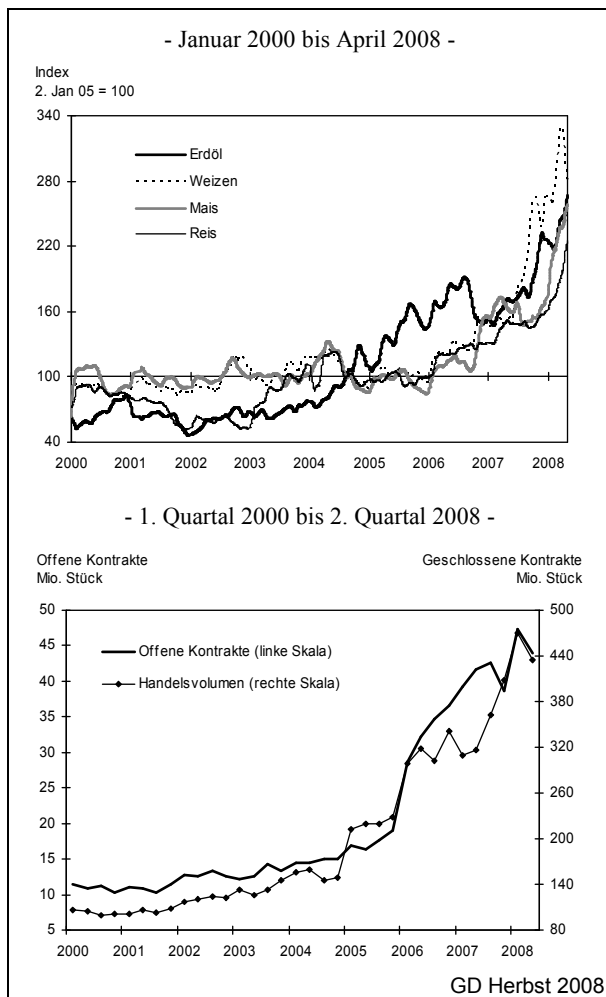 - Januar 2000 bis April 2008 -
Index
2. Jan 05 = 100
340
280
220
160
100
40
Erdöl
Weizen
Mais
Reis
2000 2001 2002 2003 2004 2005 2006 2007 2008
- 1. Quartal 2000 bis 2. Quartal 2008 -
Offene Kontrakte
Mio. Stück
Geschlossene Kontrakte
Mio. Stück
50
45
40
35
30
25
20
15
10
5
Offene Kontrakte (linke Skala)
Handelsvolumen (rechte Skala)
500
440
380
320
260
200
140
80
2000 2001 2002 2003 2004 2005 2006 2007 2008
GD Herbst 2008